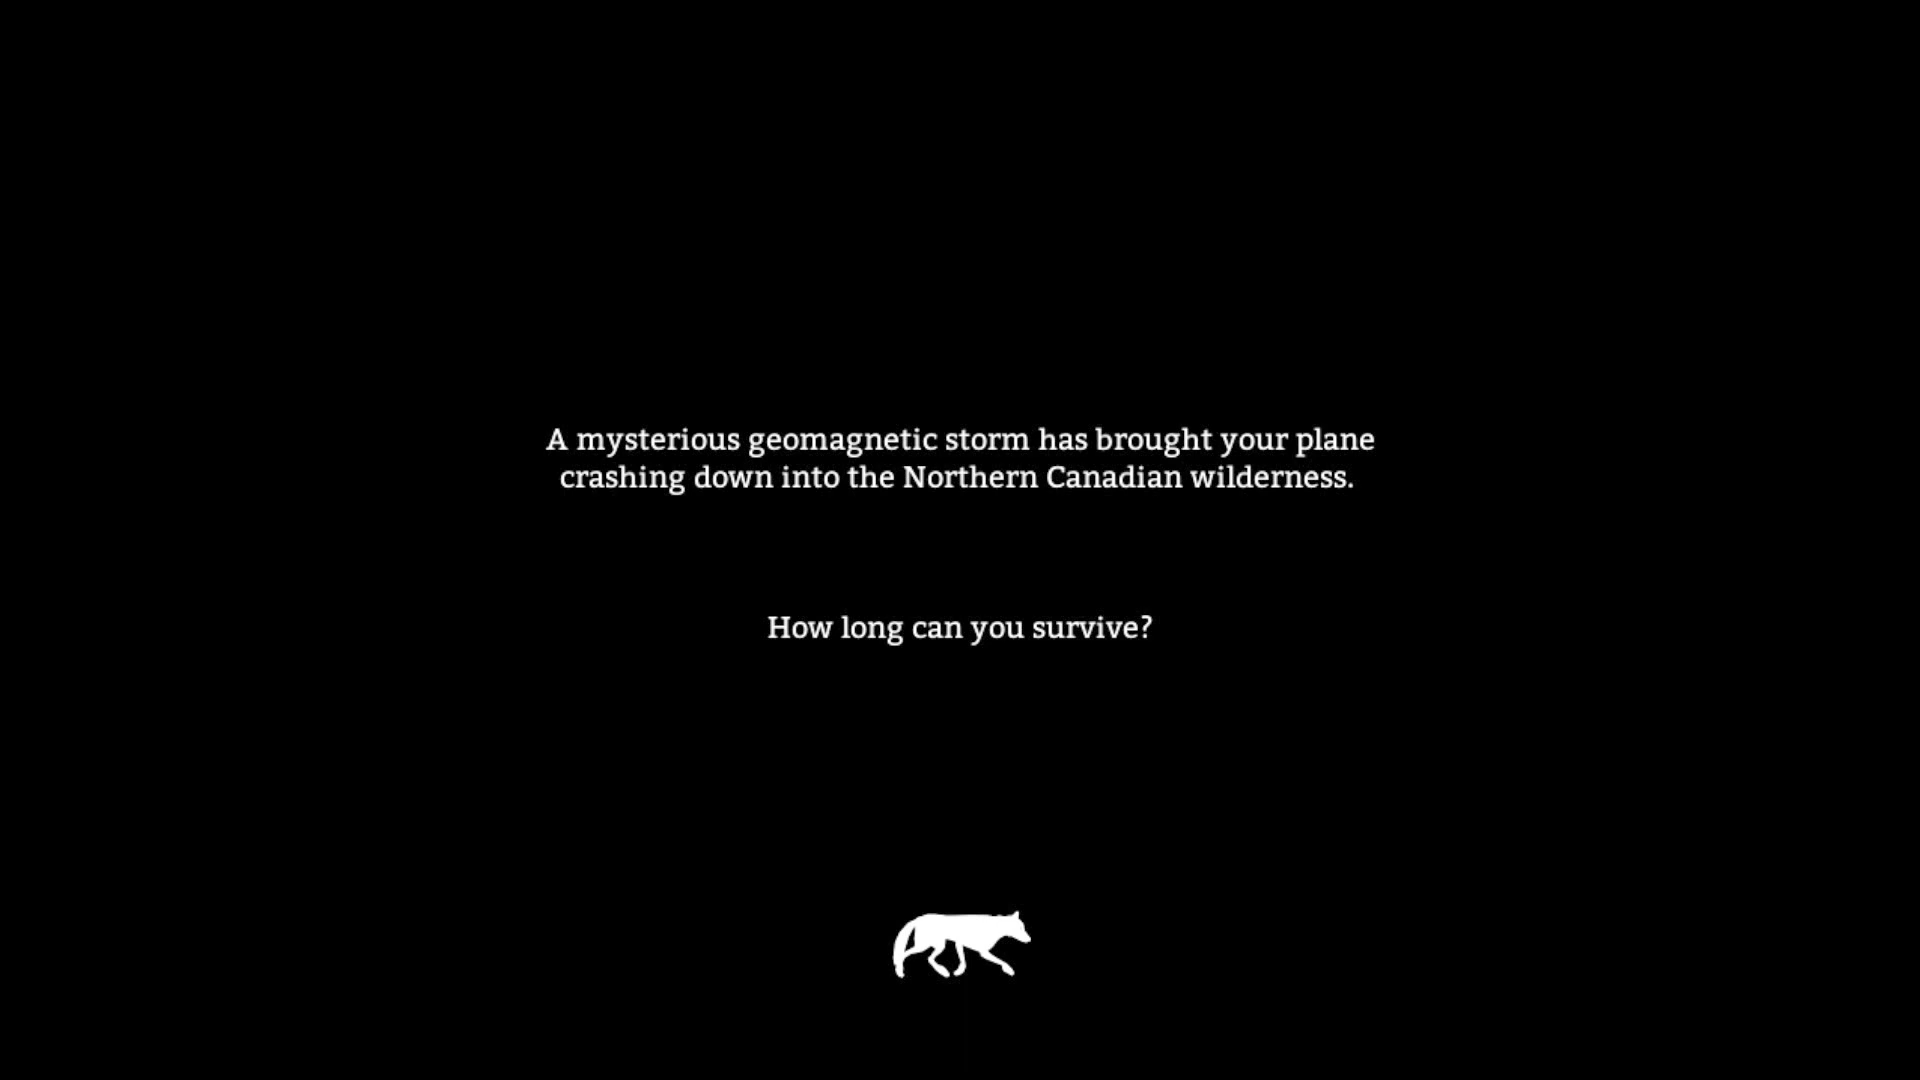 A mysterious geomagnetic storm has brought your plane
crashing down into the Northern Canadian wilderness.
How long can you survive?